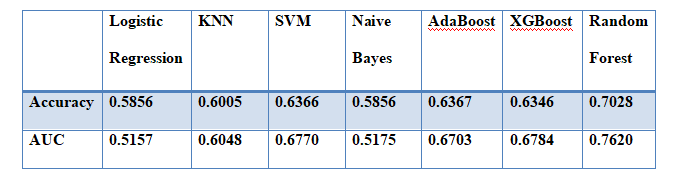 Logistic Regression KNN SVM Naive Bayes AdaBoost XGBoost Random Forest
Accuracy 0.5856 0.6005 0.6366 0.5856 0.6367 0.6346 0.7028
AUC 0.5157 0.6048 0.6770 0.5175 0.6703 0.6784 0.7620